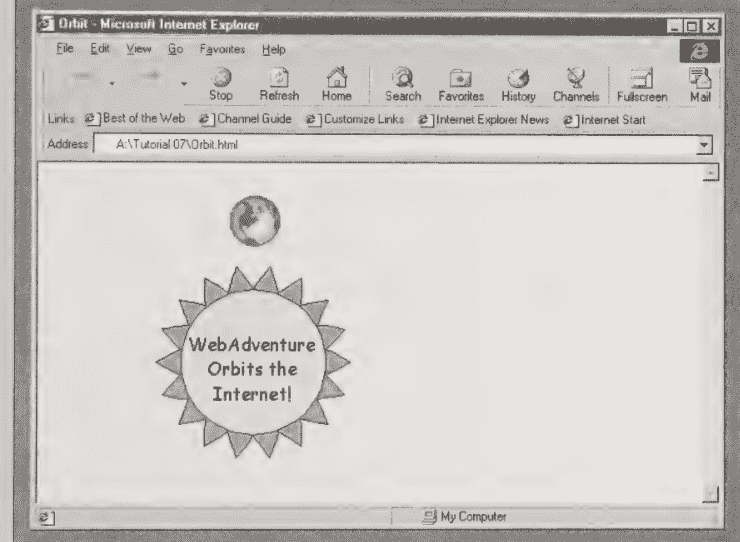 Orbit - Microsoft Internet Explorer
File Edit View Go Favorites Help
Stop Refresh Home Search Favorites History Channels Fullscreen Mail
Links Best of the Web Channel Guide Customize Links Internet Explorer News Internet Start
Address A:\Tutorial 07\Orbit.html
WebAdventure
Orbits the
Internet!
My Computer